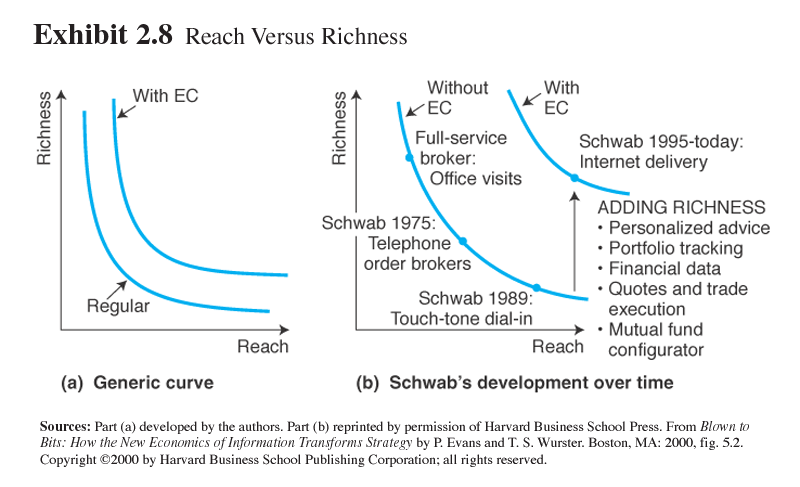 Exhibit 2.8 Reach Versus Richness
Richness
With EC
Regular
Reach
(a) Generic curve
Richness
Without
EC
With
EC
Full-service
broker:
Office visits
Schwab 1995-today:
Internet delivery
Schwab 1975:
Telephone
order brokers
Schwab 1989:
Touch-tone dial-in
ADDING RICHNESS
• Personalized advice
• Portfolio tracking
• Financial data
• Quotes and trade
execution
• Mutual fund
configurator
Reach
(b) Schwab's development over time
Sources: Part (a) developed by the authors. Part (b) reprinted by permission of Harvard Business School Press. From Blown to
Bits: How the New Economics of Information Transforms Strategy by P. Evans and T. S. Wurster. Boston, MA: 2000, fig. 5.2.
Copyright ©2000 by Harvard Business School Publishing Corporation; all rights reserved.